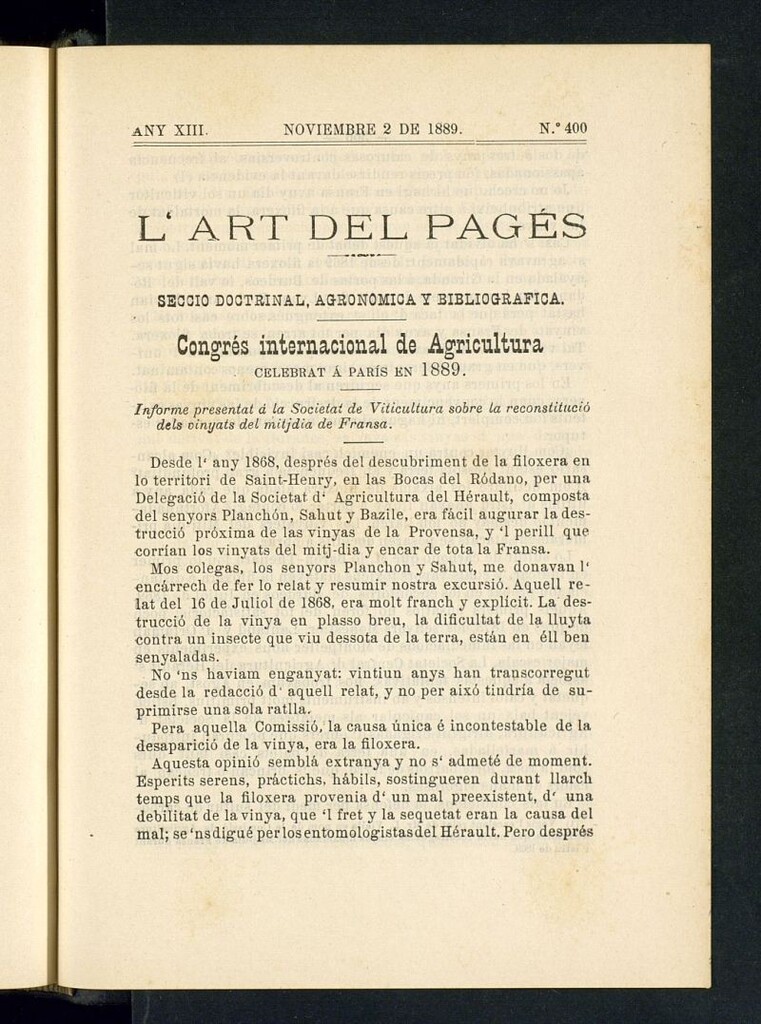 ANY XIII. NOVIEMBRE 2 DE 1889. N.º 400
L‘ ART DEL PAGÉS
SECCIO DOCTRINAL, AGRONÓMICA Y BIBLIOGRAFICA.
Congrés internacional de Agricultura
CELEBRAT Á PARÍS EN 1889.
Informe presentat á la Societat de Viticultura sobre la reconstitució
dels vinyats del mitjdia de Fransa.
Desde l‘ any 1868, després del descubriment de la filoxera en
lo territori de Saint-Henry, en las Bocas del Ródano, per una
Delegació de la Societat d‘ Agricultura del Hérault, composta
del senyors Planchón, Sahut y Bazile, era fácil augurar la des-
trucció próxima de las vinyas de la Provensa, y ‘l perill que
corrían los vinyats del mitj-dia y encar de tota la Fransa.
Mos colegas, los senyors Planchon y Sahut, me donavan l‘
encárrech de fer lo relat y resumir nostra excursió. Aquell re-
lat del 16 de Juliol de 1868, era molt franch y explícit. La des-
trucció de la vinya en plasso breu, la dificultat de la lluyta
contra un insecte que viu dessota de la terra, están en éll ben
senyaladas.
No ‘ns haviam enganyat: vintiun anys han transcorregut
desde la redacció d‘ aquell relat, y no per aixó tindría de su-
primirse una sola ratlla.
Pera aquella Comissió, la causa única é incontestable de la
desaparició de la vinya, era la filoxera.
Aquesta opinió semblá extranya y no s‘ admeté de moment.
Esperits serens, práctichs, hábils, sostingueren durant llarch
temps que la filoxera provenia d‘ un mal preexistent, d‘ una
debilitat de la vinya, que ‘l fret y la sequetat eran la causa del
mal; se ‘ns digué per los entomologistas del Hérault. Pero després